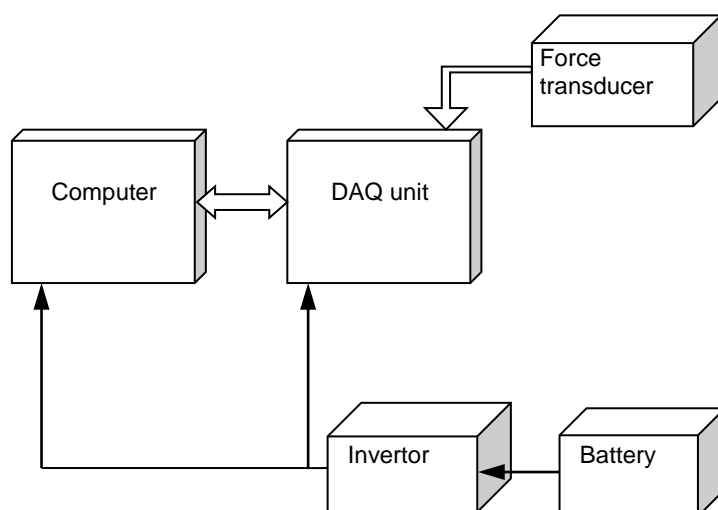 Force
transducer
Computer
DAQ unit
Invertor
Battery